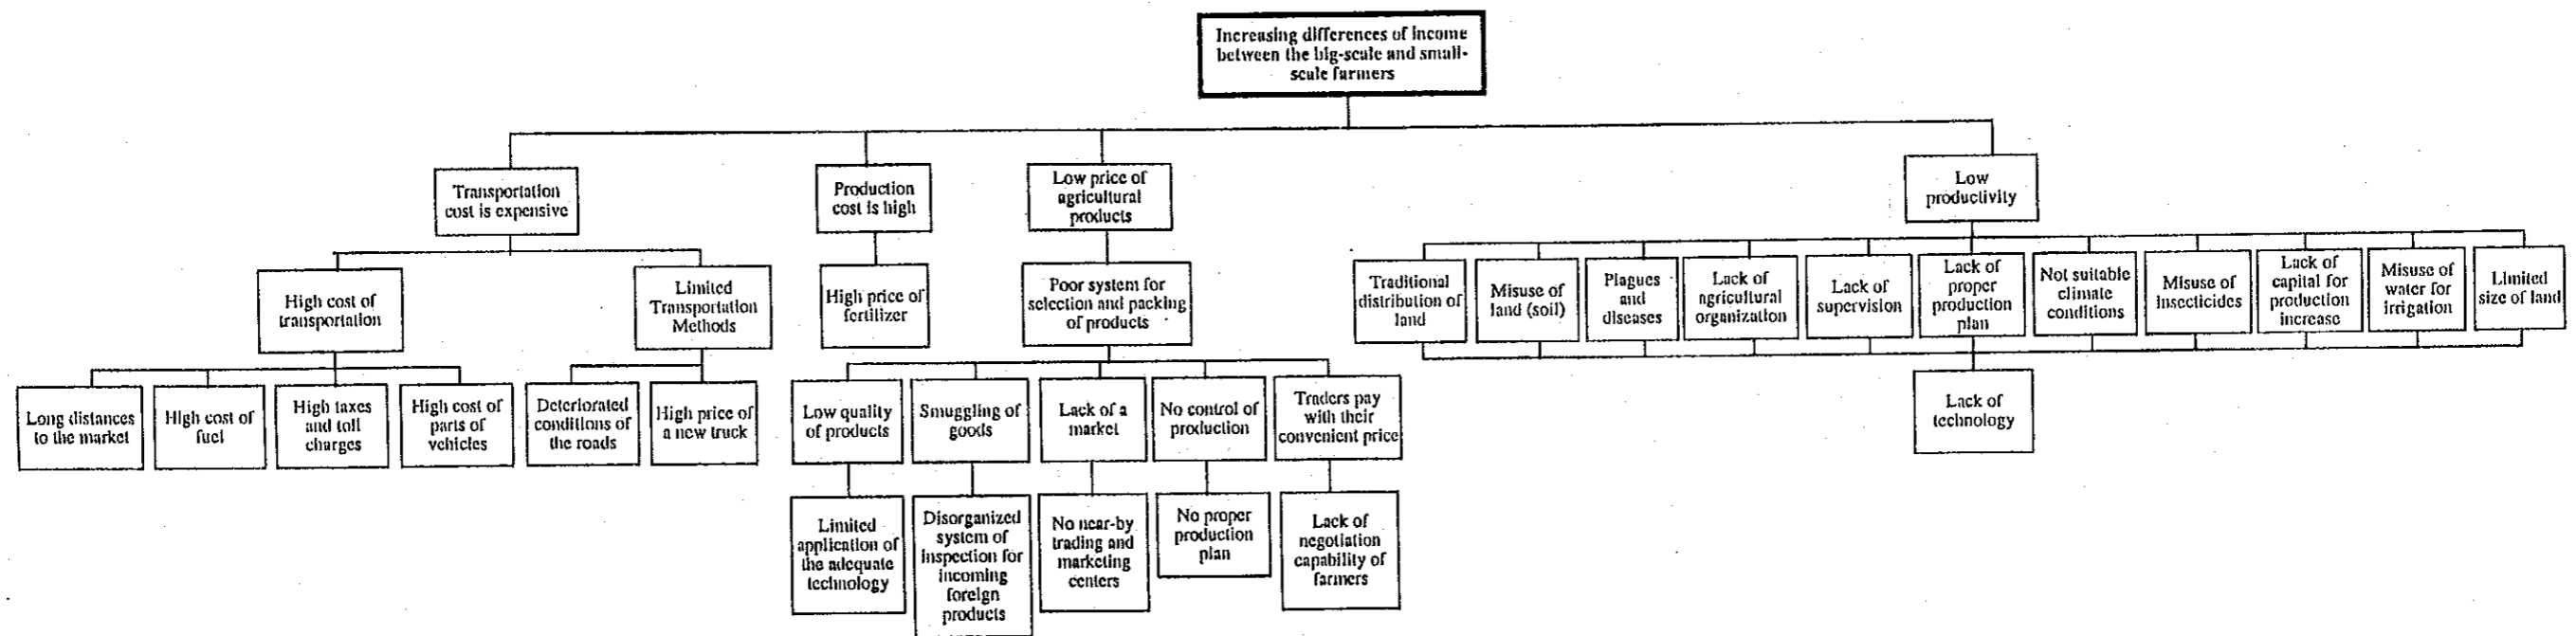 Increasing differences of income
between the big-scale and small-
scale farmers
Transportation
cost is expensive
Production
cost is high
Low price of
agricultural
products
Low
productivity
High cost of
transportation
Limited
Transportation
Methods
High price of
fertilizer
Poor system for
selection and packing
of products
Traditional
distribution of
land
Misuse of
land (soil)
Plagues
and
diseases
Lack of
agricultural
organization
Lack of
supervision
Lack of
proper
production
plan
Not suitable
climate
conditions
Misuse of
insecticides
Lack of
capital for
production
increase
Misuse of
water for
irrigation
Limited
size of land
Long distances
to the market
High cost of
fuel
High taxes
and toll
charges
High cost of
parts of
vehicles
Deteriorated
conditions of
the roads
High price of
a new truck
Low quality
of products
Smuggling of
goods
Lack of a
market
No control of
production
Traders pay
with their
convenient price
Lack of
technology
Limited
application of
the adequate
technology
Disorganized
system of
inspection for
incoming
foreign
products
No near-by
trading and
marketing
centers
No proper
production
plan
Lack of
negotiation
capability of
farmers